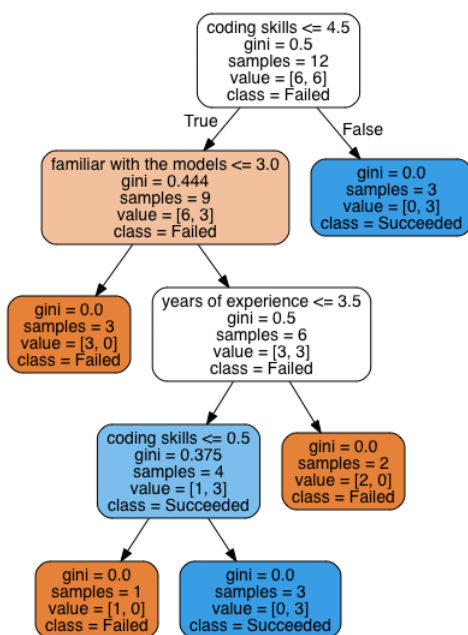 coding skills <= 4.5
gini = 0.5
samples = 12
value = [6, 6]
class = Failed
True
False
familiar with the models <= 3.0
gini = 0.444
samples = 9
value = [6, 3]
class = Failed
gini = 0.0
samples = 3
value = [0, 3]
class = Succeeded
gini = 0.0
samples = 3
value = [3, 0]
class = Failed
years of experience <= 3.5
gini = 0.5
samples = 6
value = [3, 3]
class = Failed
coding skills <= 0.5
gini = 0.375
samples = 4
value = [1, 3]
class = Succeeded
gini = 0.0
samples = 2
value = [2, 0]
class = Failed
gini = 0.0
samples = 1
value = [1, 0]
class = Failed
gini = 0.0
samples = 3
value = [0, 3]
class = Succeeded